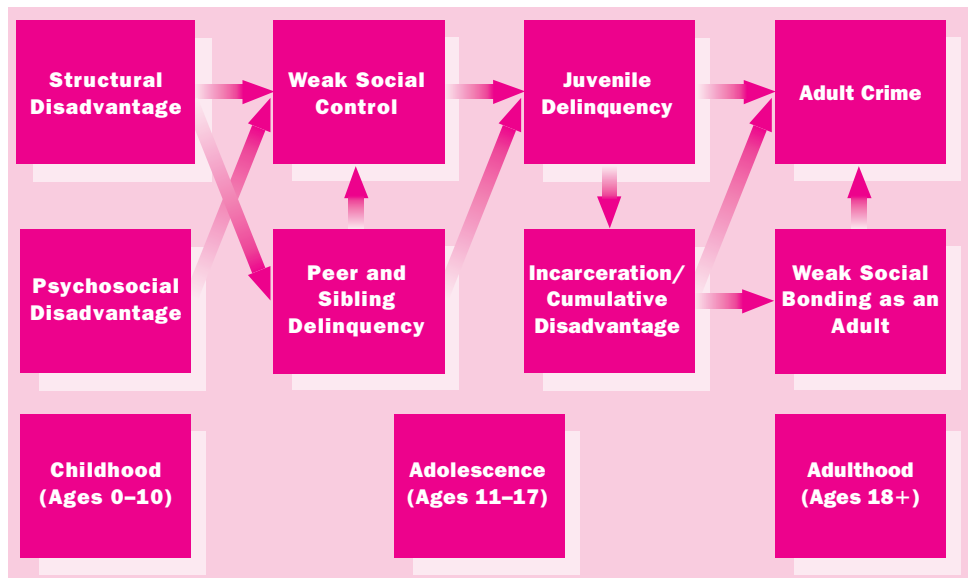 Structural
Disadvantage
Weak Social
Control
Juvenile
Delinquency
Adult Crime
Psychosocial
Disadvantage
Peer and
Sibling
Delinquency
Incarceration/
Cumulative
Disadvantage
Weak Social
Bonding as an
Adult
Childhood
(Ages 0–10)
Adolescence
(Ages 11–17)
Adulthood
(Ages 18+)